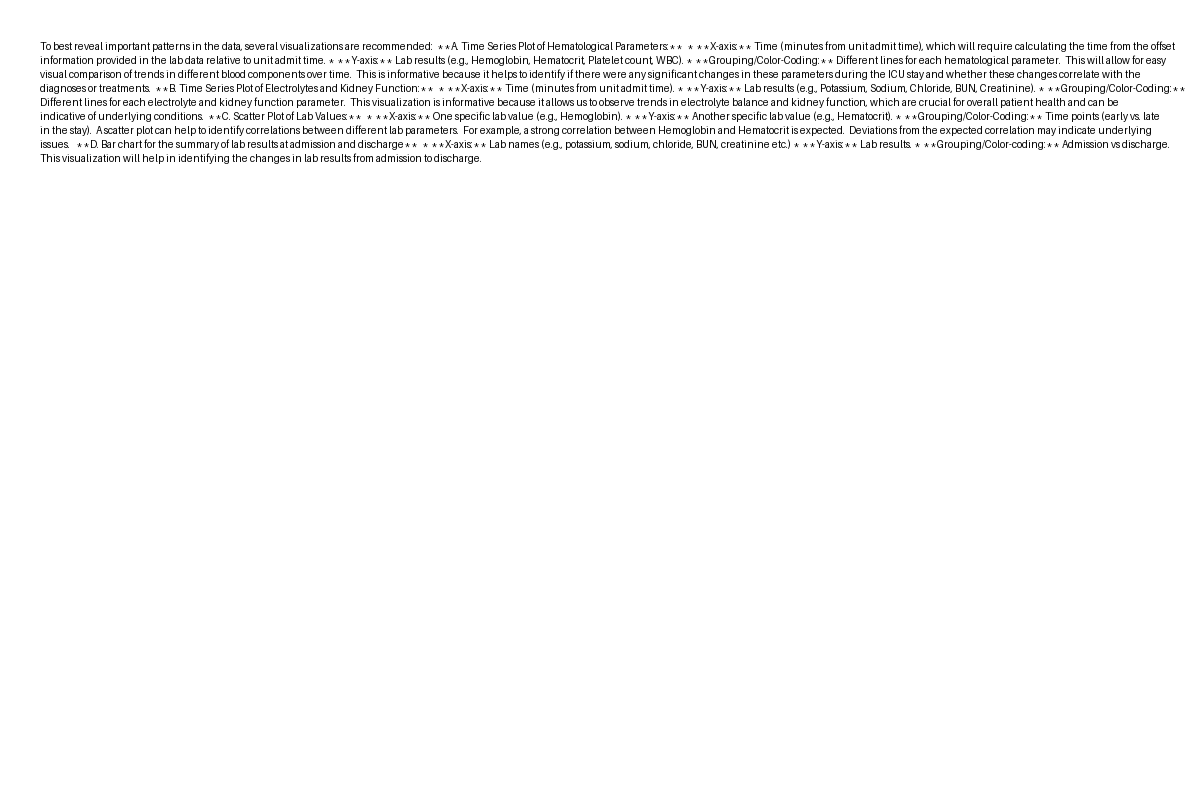 To best reveal important patterns in the data, several visualizations are recommended:  **A. Time Series Plot of Hematological Parameters:**  * **X-axis:** Time (minutes from unit admit time), which will require calculating the time from the offset
information provided in the lab data relative to unit admit time. * **Y-axis:** Lab results (e.g., Hemoglobin, Hematocrit, Platelet count, WBC). * **Grouping/Color-Coding:** Different lines for each hematological parameter.  This will allow for easy
visual comparison of trends in different blood components over time.  This is informative because it helps to identify if there were any significant changes in these parameters during the ICU stay and whether these changes correlate with the
diagnoses or treatments.  **B. Time Series Plot of Electrolytes and Kidney Function:**  * **X-axis:** Time (minutes from unit admit time). * **Y-axis:** Lab results (e.g., Potassium, Sodium, Chloride, BUN, Creatinine). * **Grouping/Color-Coding:**
Different lines for each electrolyte and kidney function parameter.  This visualization is informative because it allows us to observe trends in electrolyte balance and kidney function, which are crucial for overall patient health and can be
indicative of underlying conditions.  **C. Scatter Plot of Lab Values:**  * **X-axis:** One specific lab value (e.g., Hemoglobin). * **Y-axis:** Another specific lab value (e.g., Hematocrit). * **Grouping/Color-Coding:** Time points (early vs. late
in the stay).  A scatter plot can help to identify correlations between different lab parameters.  For example, a strong correlation between Hemoglobin and Hematocrit is expected.  Deviations from the expected correlation may indicate underlying
issues.  **D. Bar chart for the summary of lab results at admission and discharge**  * **X-axis:** Lab names (e.g., potassium, sodium, chloride, BUN, creatinine etc.) * **Y-axis:** Lab results. * **Grouping/Color-coding:** Admission vs discharge.
This visualization will help in identifying the changes in lab results from admission to discharge.